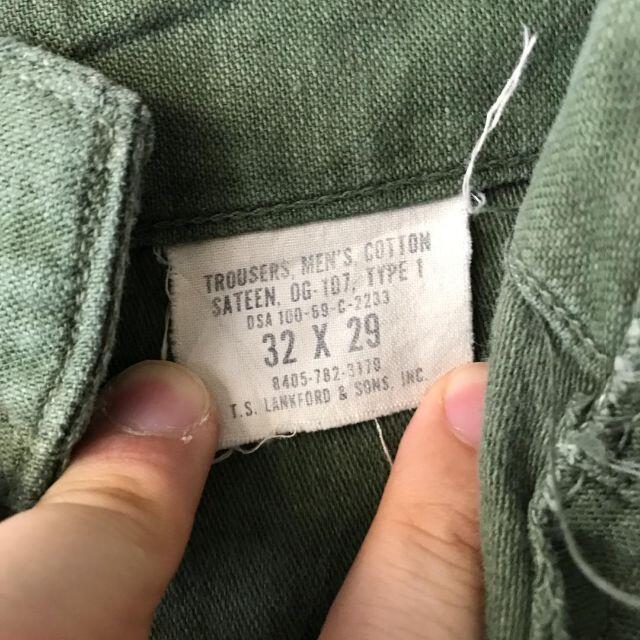 TROUSERS, MEN'S, COTTON
SATEEN, OG-107, TYPE 1
DSA 100-69-C-2233
32 X 29
8405-782-3170
T.S. LANKFORD & SONS, INC